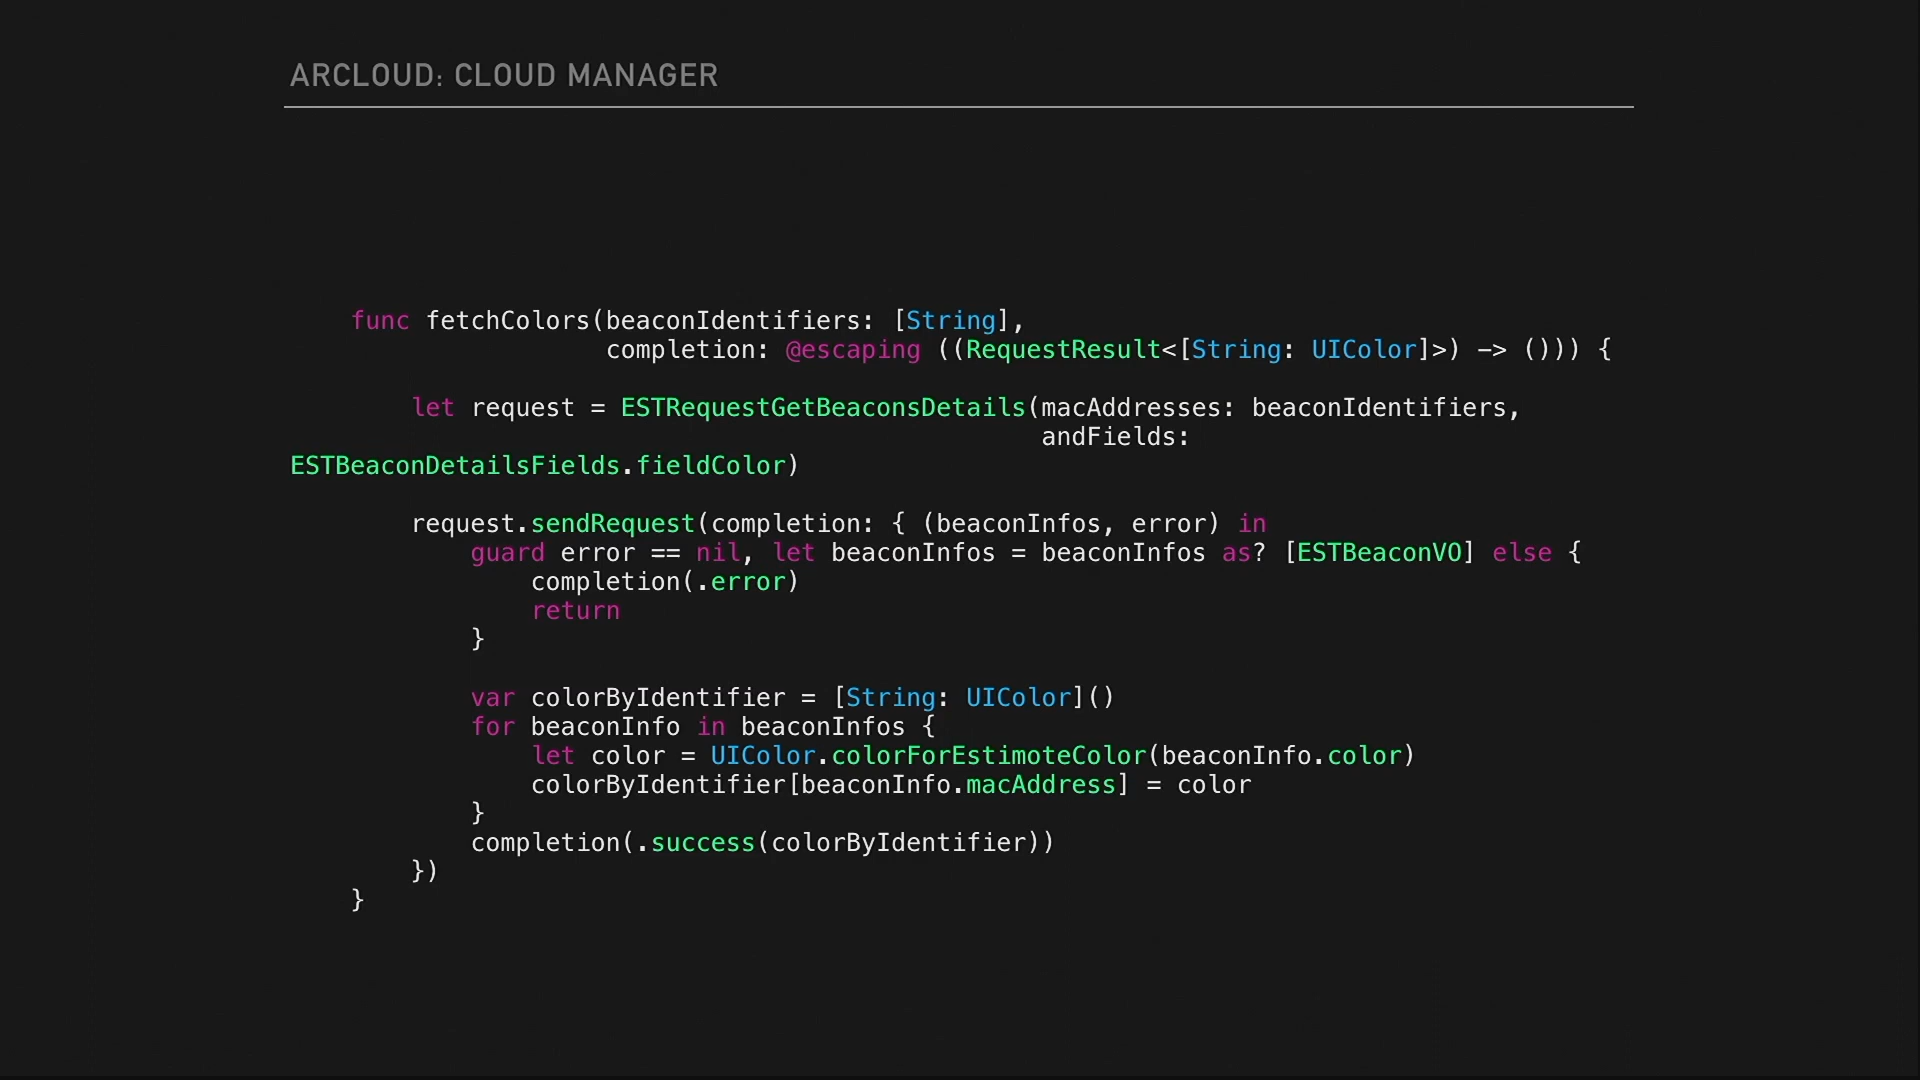 ARCLOUD: CLOUD MANAGER
func fetchColors(beaconIdentifiers: [String],
completion: @escaping ((RequestResult<[String: UIColor]>) -> ())) {
let request = ESTRequestGetBeaconsDetails(macAddresses: beaconIdentifiers,
andFields:
ESTBeaconDetailsFields.fieldColor)
request.sendRequest(completion: { (beaconInfos, error) in
guard error == nil, let beaconInfos = beaconInfos as? [ESTBeaconVO] else {
completion(.error)
return
}
var colorByIdentifier = [String: UIColor]()
for beaconInfo in beaconInfos {
let color = UIColor.colorForEstimoteColor(beaconInfo.color)
colorByIdentifier[beaconInfo.macAddress] = color
}
completion(.success(colorByIdentifier))
})
}